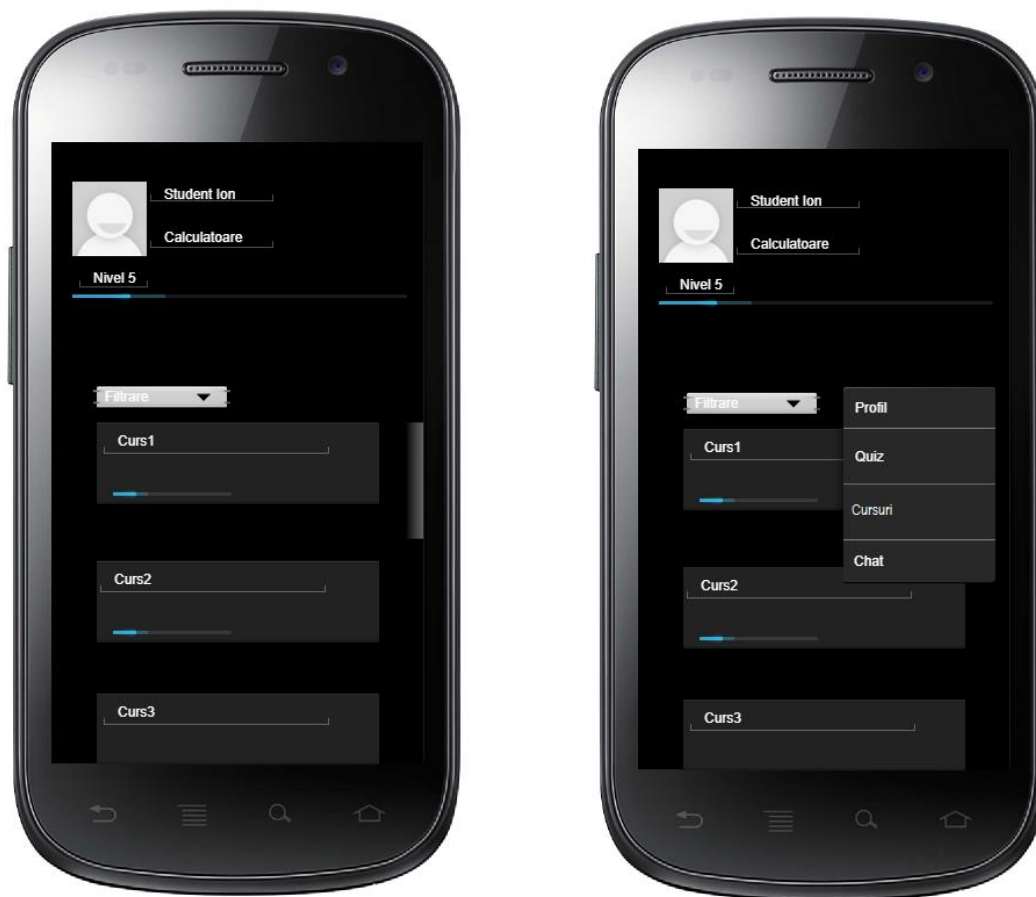 Student Ion
Calculatoare
Nivel 5
Filtrare
Curs1
Curs2
Curs3
Student Ion
Calculatoare
Nivel 5
Filtrare
Profil
Curs1
Quiz
Cursuri
Chat
Curs2
Curs3